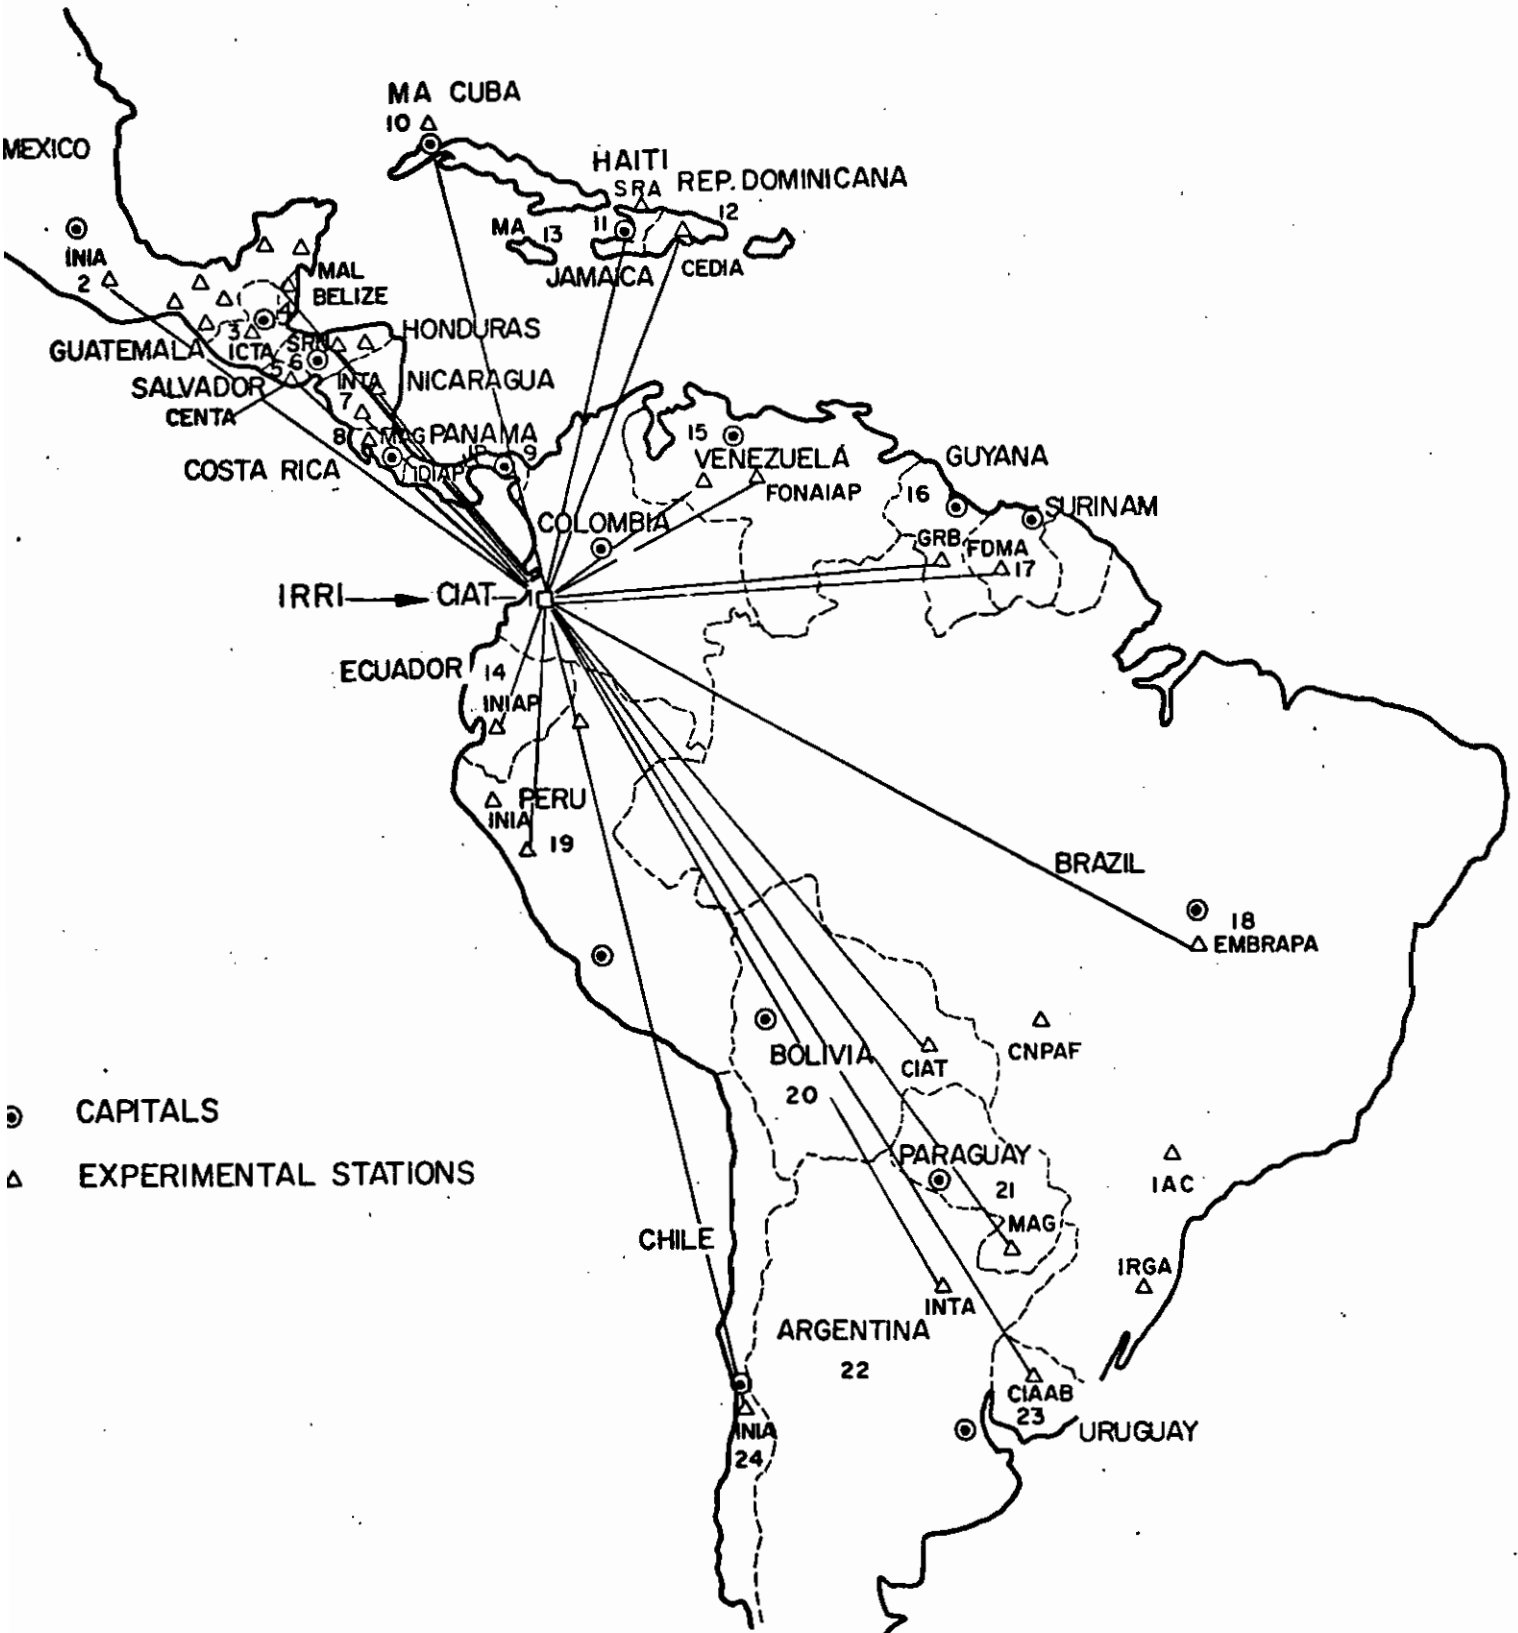 MA CUBA
10
MEXICO
HAITI
SRA
REP. DOMINICANA
12
11
MA 13
JAMAICA
CEDIA
INIA
2
MAL
BELIZE
4
3
HONDURAS
GUATEMALA
ICTA
5 6
SALVADOR
INTA
NICARAGUA
7
CENTA
8
MAG
PANAMA
9
15
COSTA RICA
IDIAP
VENEZUELA
GUYANA
FONAIAP
16
SURINAM
COLOMBIA
GRB
FDMA
17
IRRI
CIAT
1
ECUADOR
14
INIAP
PERU
INIA
19
BRAZIL
18
EMBRAPA
BOLIVIA
CIAT
CNPAF
20
CAPITALS
EXPERIMENTAL STATIONS
PARAGUAY
21
IAC
MAG
CHILE
IRGA
INTA
ARGENTINA
22
CIAAB
23
URUGUAY
INIA
24